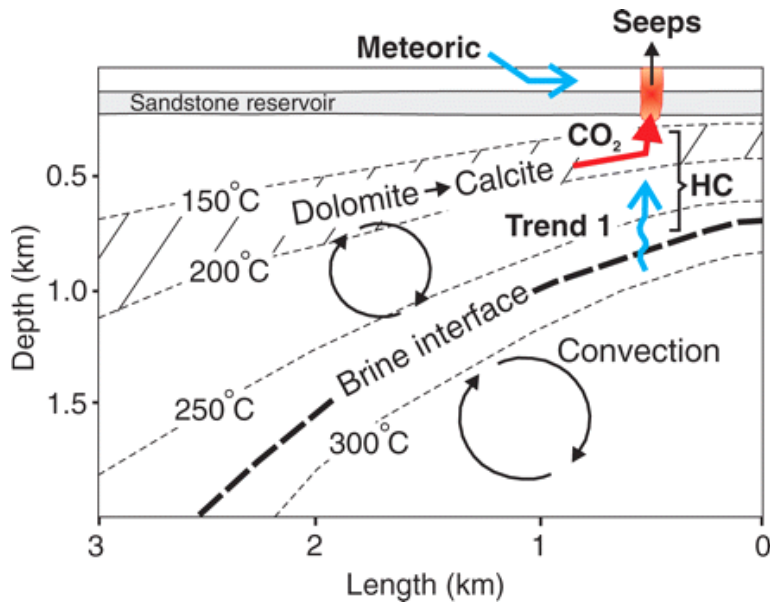 Seeps
Meteoric
Sandstone reservoir
CO₂
0.5
150°C
Dolomite → Calcite
HC
Trend 1
200°C
Depth (km)
1.0
Brine interface
Convection
1.5
250°C
300°C
3
2
1
0
Length (km)